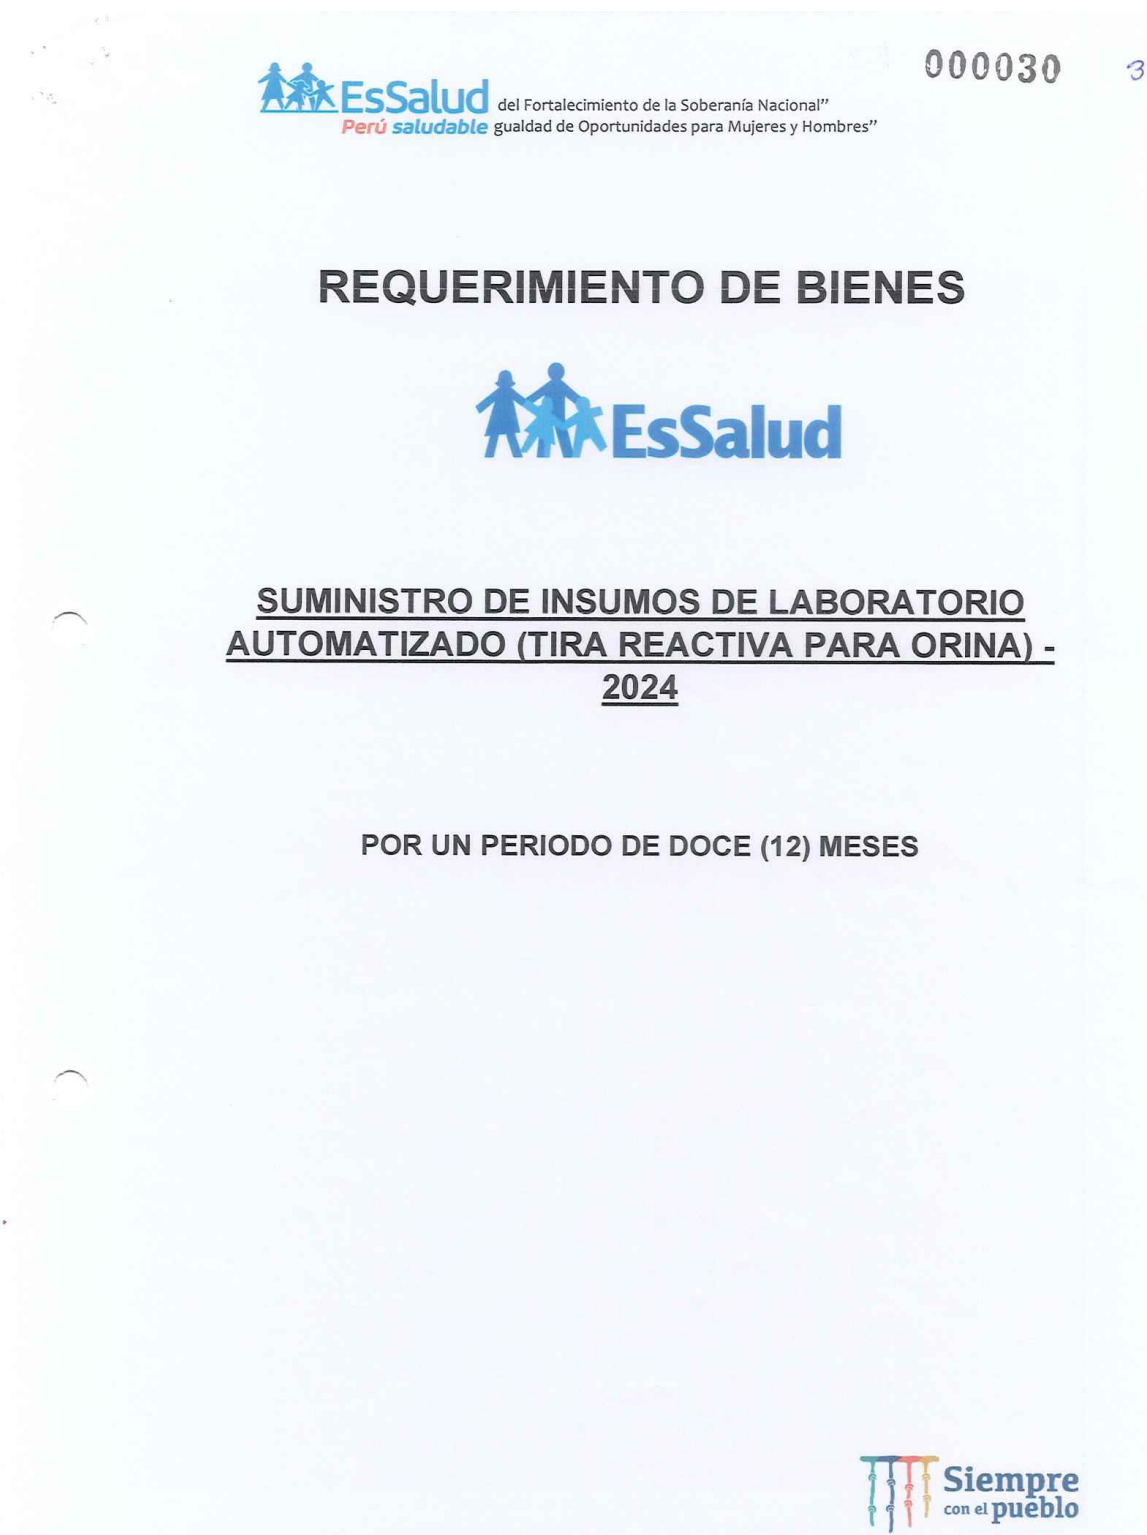 000030
3
EsSalud
Perú saludable
del Fortalecimiento de la Soberanía Nacional”
gualdad de Oportunidades para Mujeres y Hombres”
REQUERIMIENTO DE BIENES
EsSalud
SUMINISTRO DE INSUMOS DE LABORATORIO
AUTOMATIZADO (TIRA REACTIVA PARA ORINA) -
2024
POR UN PERIODO DE DOCE (12) MESES
Siempre
con el pueblo